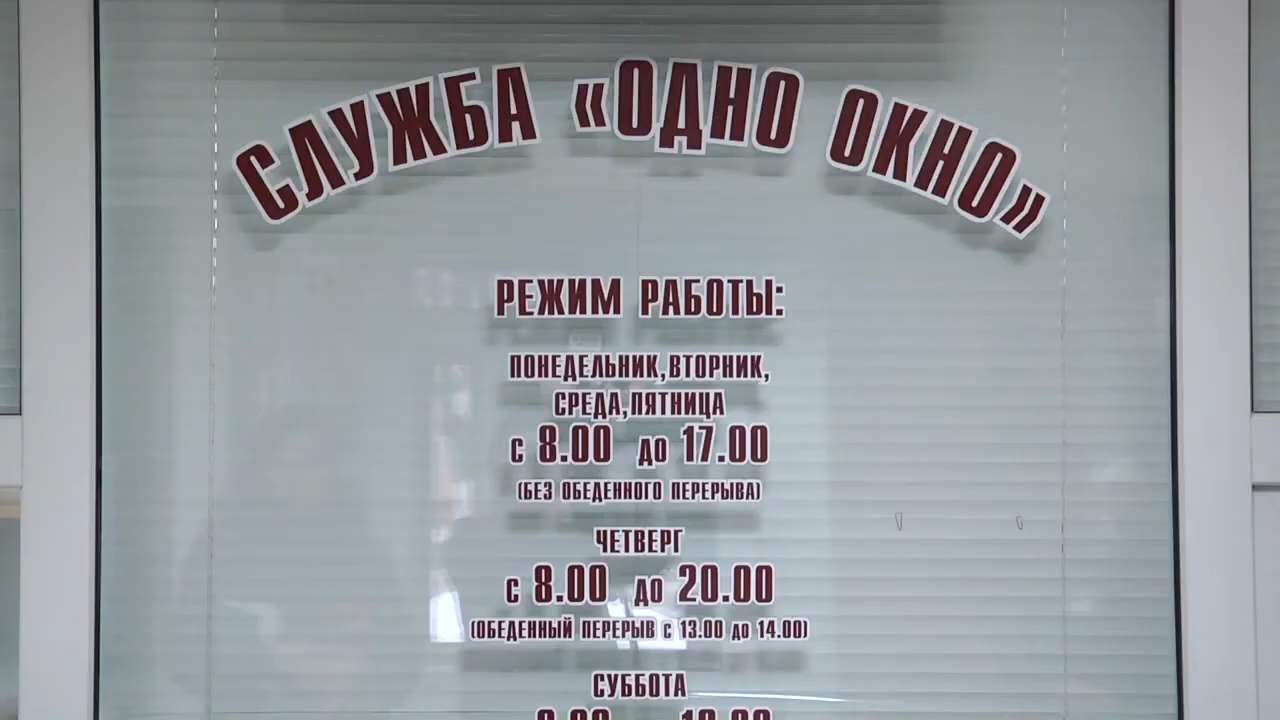 СЛУЖБА «ОДНО ОКНО»
РЕЖИМ РАБОТЫ:
ПОНЕДЕЛЬНИК,ВТОРНИК,
СРЕДА,ПЯТНИЦА
с 8.00 до 17.00
(БЕЗ ОБЕДЕННОГО ПЕРЕРЫВА)
ЧЕТВЕРГ
с 8.00 до 20.00
(ОБЕДЕННЫЙ ПЕРЕРЫВ с 13.00 до 14.00)
СУББОТА